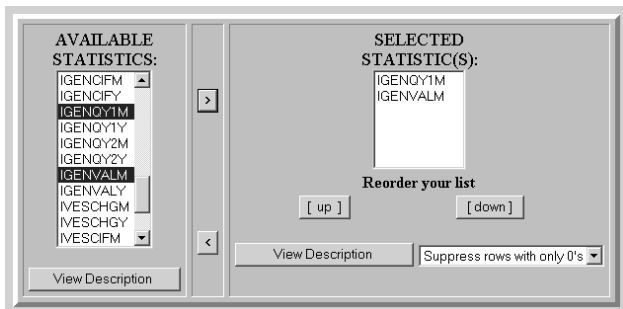 AVAILABLE
STATISTICS:
IGENCIFM
IGENCIFY
IGENQY1M
IGENQY1Y
IGENQY2M
IGENQY2Y
IGENVALM
IGENVALY
IVESCHGM
IVESCHGY
IVESCIFM
View Description
>
<
SELECTED
STATISTIC(S):
IGENQY1M
IGENVALM
Reorder your list
[ up ]
[ down ]
View Description
Suppress rows with only 0's